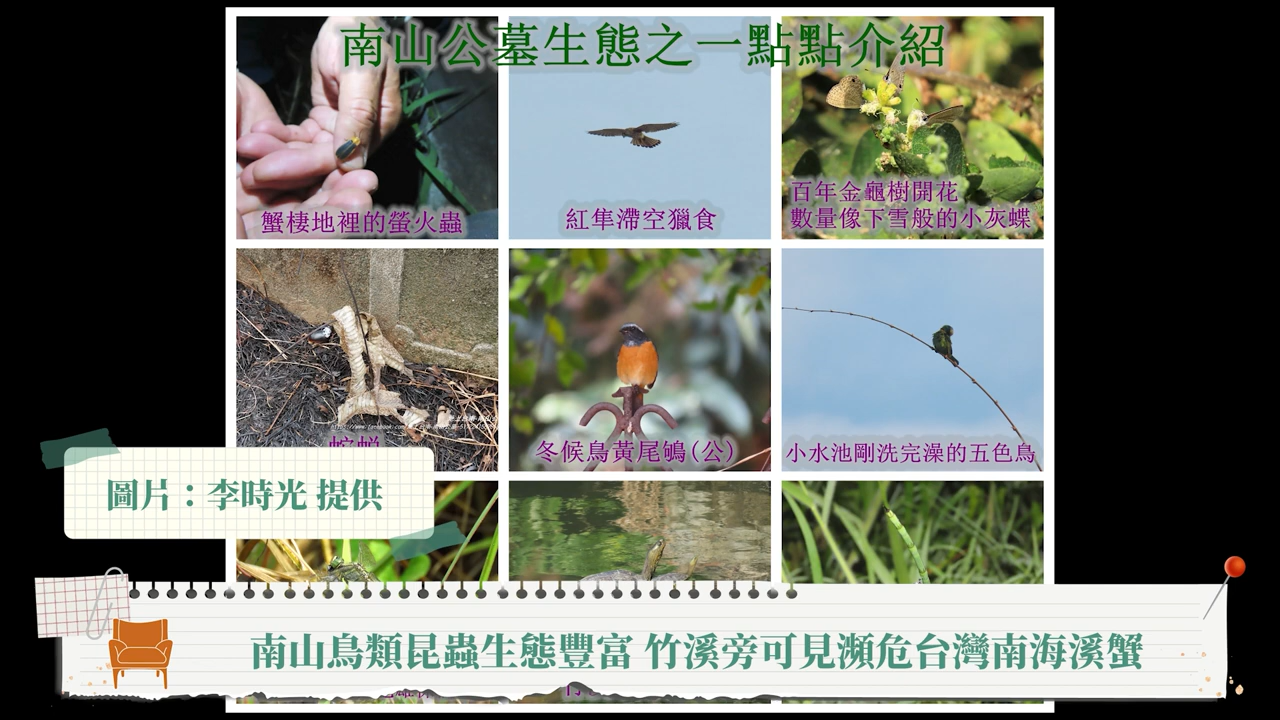 南山公墓生態之一點點介紹
蟹棲地裡的螢火蟲
紅隼滯空獵食
百年金龜樹開花
數量像下雪般的小灰蝶
冬候鳥黃尾鴝(公)
小水池剛洗完澡的五色鳥
圖片：李時光 提供
南山鳥類昆蟲生態豐富 竹溪旁可見瀕危台灣南海溪蟹